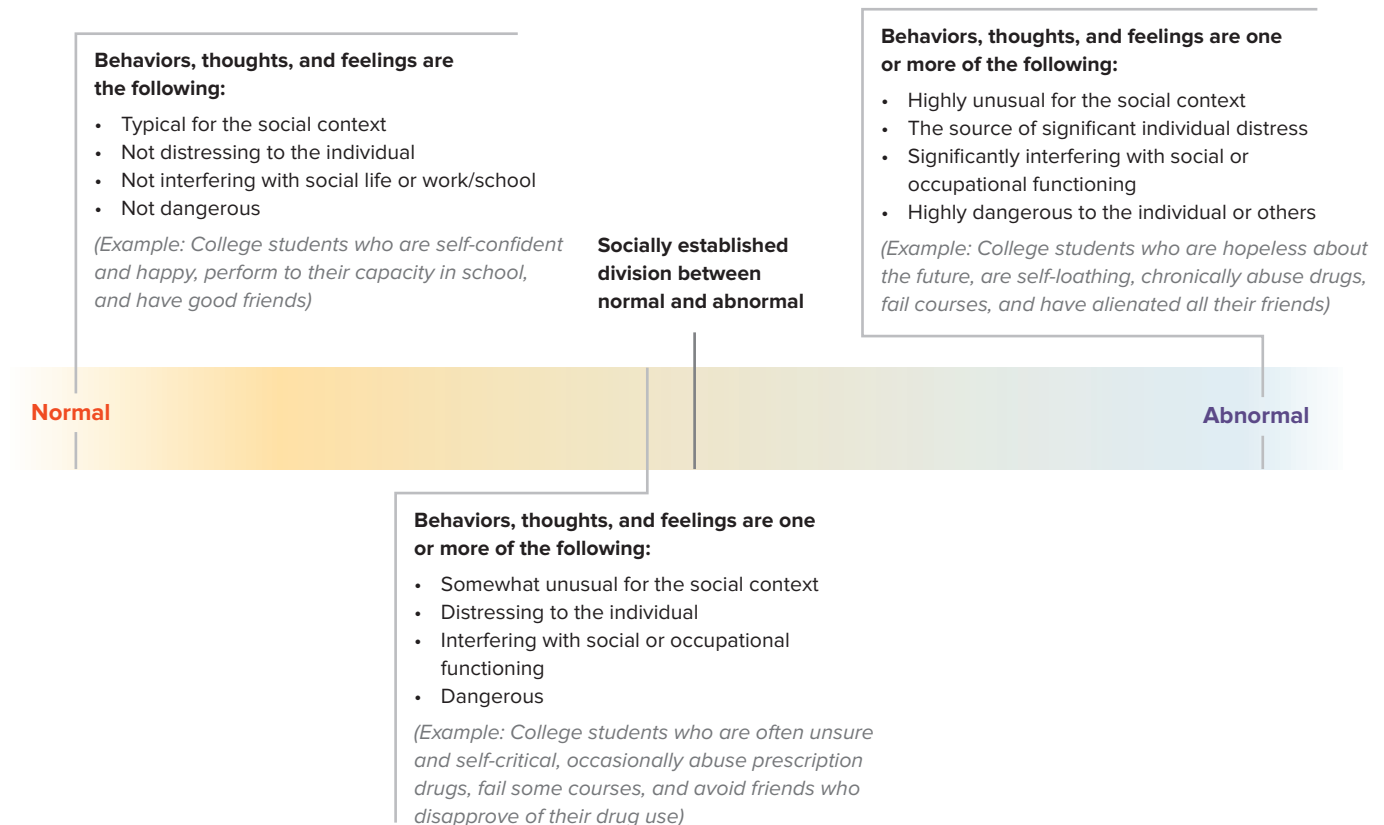 Behaviors, thoughts, and feelings are
the following:
• Typical for the social context
• Not distressing to the individual
• Not interfering with social life or work/school
• Not dangerous
(Example: College students who are self-confident
and happy, perform to their capacity in school,
and have good friends)
Socially established
division between
normal and abnormal
Behaviors, thoughts, and feelings are one
or more of the following:
• Highly unusual for the social context
• The source of significant individual distress
• Significantly interfering with social or
occupational functioning
• Highly dangerous to the individual or others
(Example: College students who are hopeless about
the future, are self-loathing, chronically abuse drugs,
fail courses, and have alienated all their friends)
Normal
Abnormal
Behaviors, thoughts, and feelings are one
or more of the following:
• Somewhat unusual for the social context
• Distressing to the individual
• Interfering with social or occupational
functioning
• Dangerous
(Example: College students who are often unsure
and self-critical, occasionally abuse prescription
drugs, fail some courses, and avoid friends who
disapprove of their drug use)